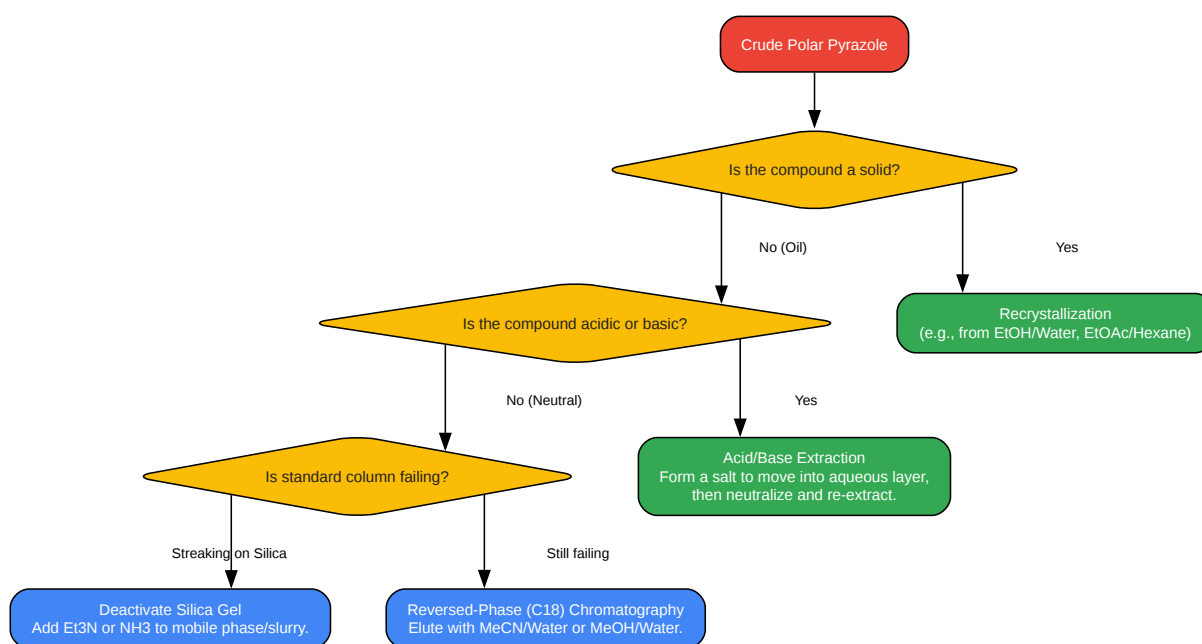 Crude Polar Pyrazole
Is the compound a solid?
No (Oil)
Yes
Recrystallization
(e.g., from EtOH/Water, EtOAc/Hexane)
Is the compound acidic or basic?
No (Neutral)
Yes
Acid/Base Extraction
Form a salt to move into aqueous layer,
then neutralize and re-extract.
Is standard column failing?
Streaking on Silica
Still failing
Deactivate Silica Gel
Add Et3N or NH3 to mobile phase/slurry.
Reversed-Phase (C18) Chromatography
Elute with MeCN/Water or MeOH/Water.